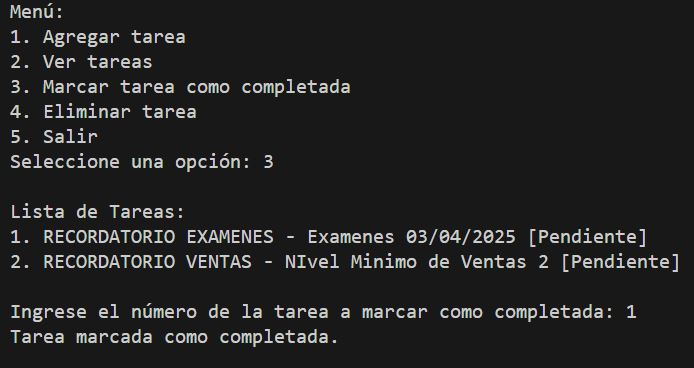 Menú:
1. Agregar tarea
2. Ver tareas
3. Marcar tarea como completada
4. Eliminar tarea
5. Salir
Seleccione una opción: 3
Lista de Tareas:
1. RECORDATORIO EXAMENES - Examenes 03/04/2025 [Pendiente]
2. RECORDATORIO VENTAS - NIvel Minimo de Ventas 2 [Pendiente]
Ingrese el número de la tarea a marcar como completada: 1
Tarea marcada como completada.